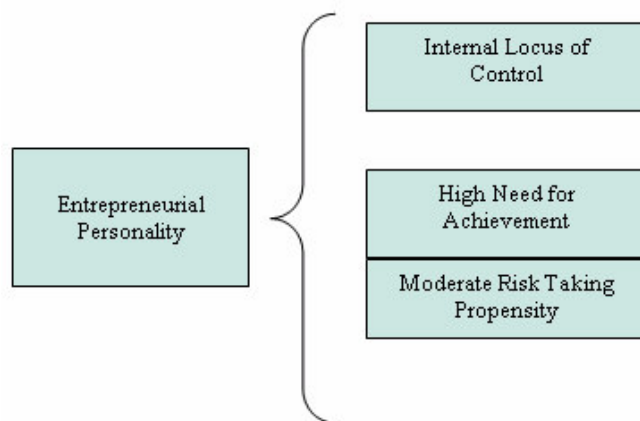 Entrepreneurial
Personality
Internal Locus of
Control
High Need for
Achievement
Moderate Risk Taking
Propensity